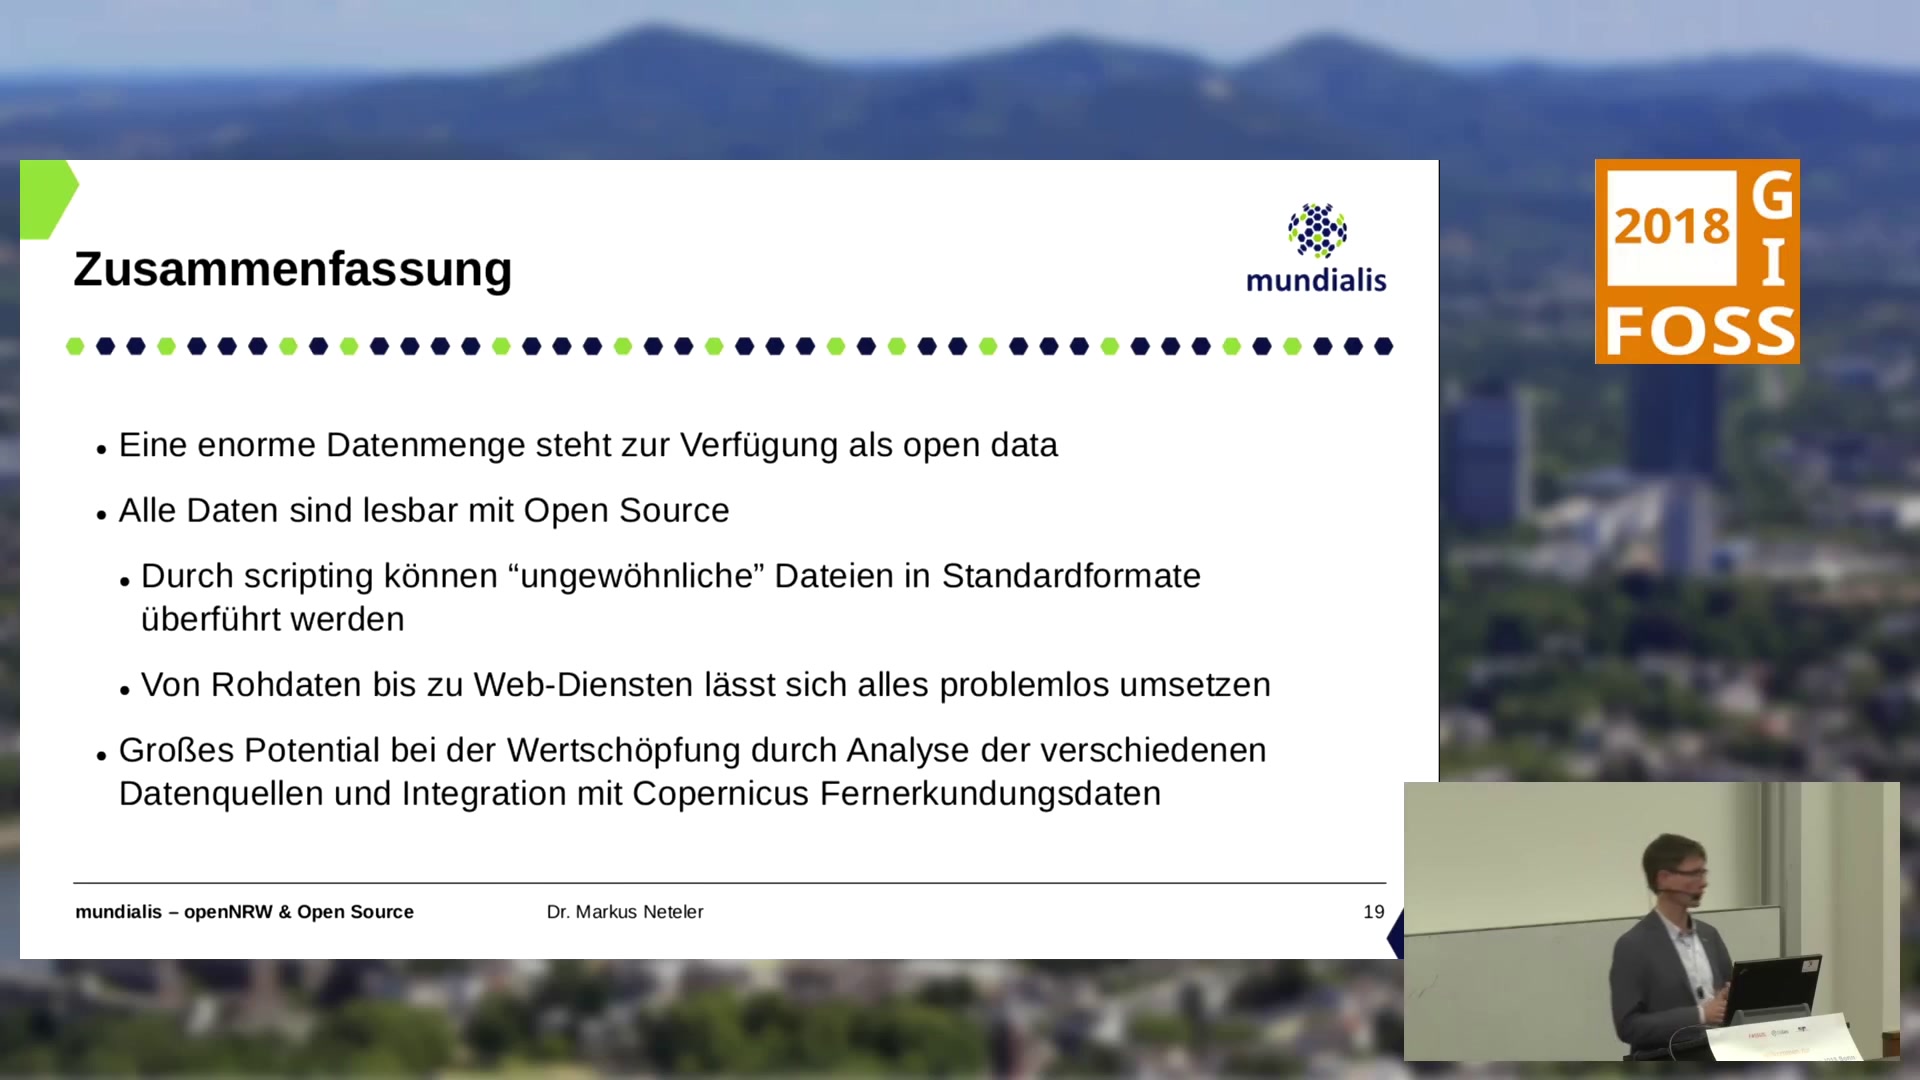 Zusammenfassung
mundialis
2018
G
I
FOSS
Eine enorme Datenmenge steht zur Verfügung als open data
Alle Daten sind lesbar mit Open Source
Durch scripting können “ungewöhnliche” Dateien in Standardformate
überführt werden
Von Rohdaten bis zu Web-Diensten lässt sich alles problemlos umsetzen
Großes Potential bei der Wertschöpfung durch Analyse der verschiedenen
Datenquellen und Integration mit Copernicus Fernerkundungsdaten
mundialis – openNRW & Open Source Dr. Markus Neteler 19